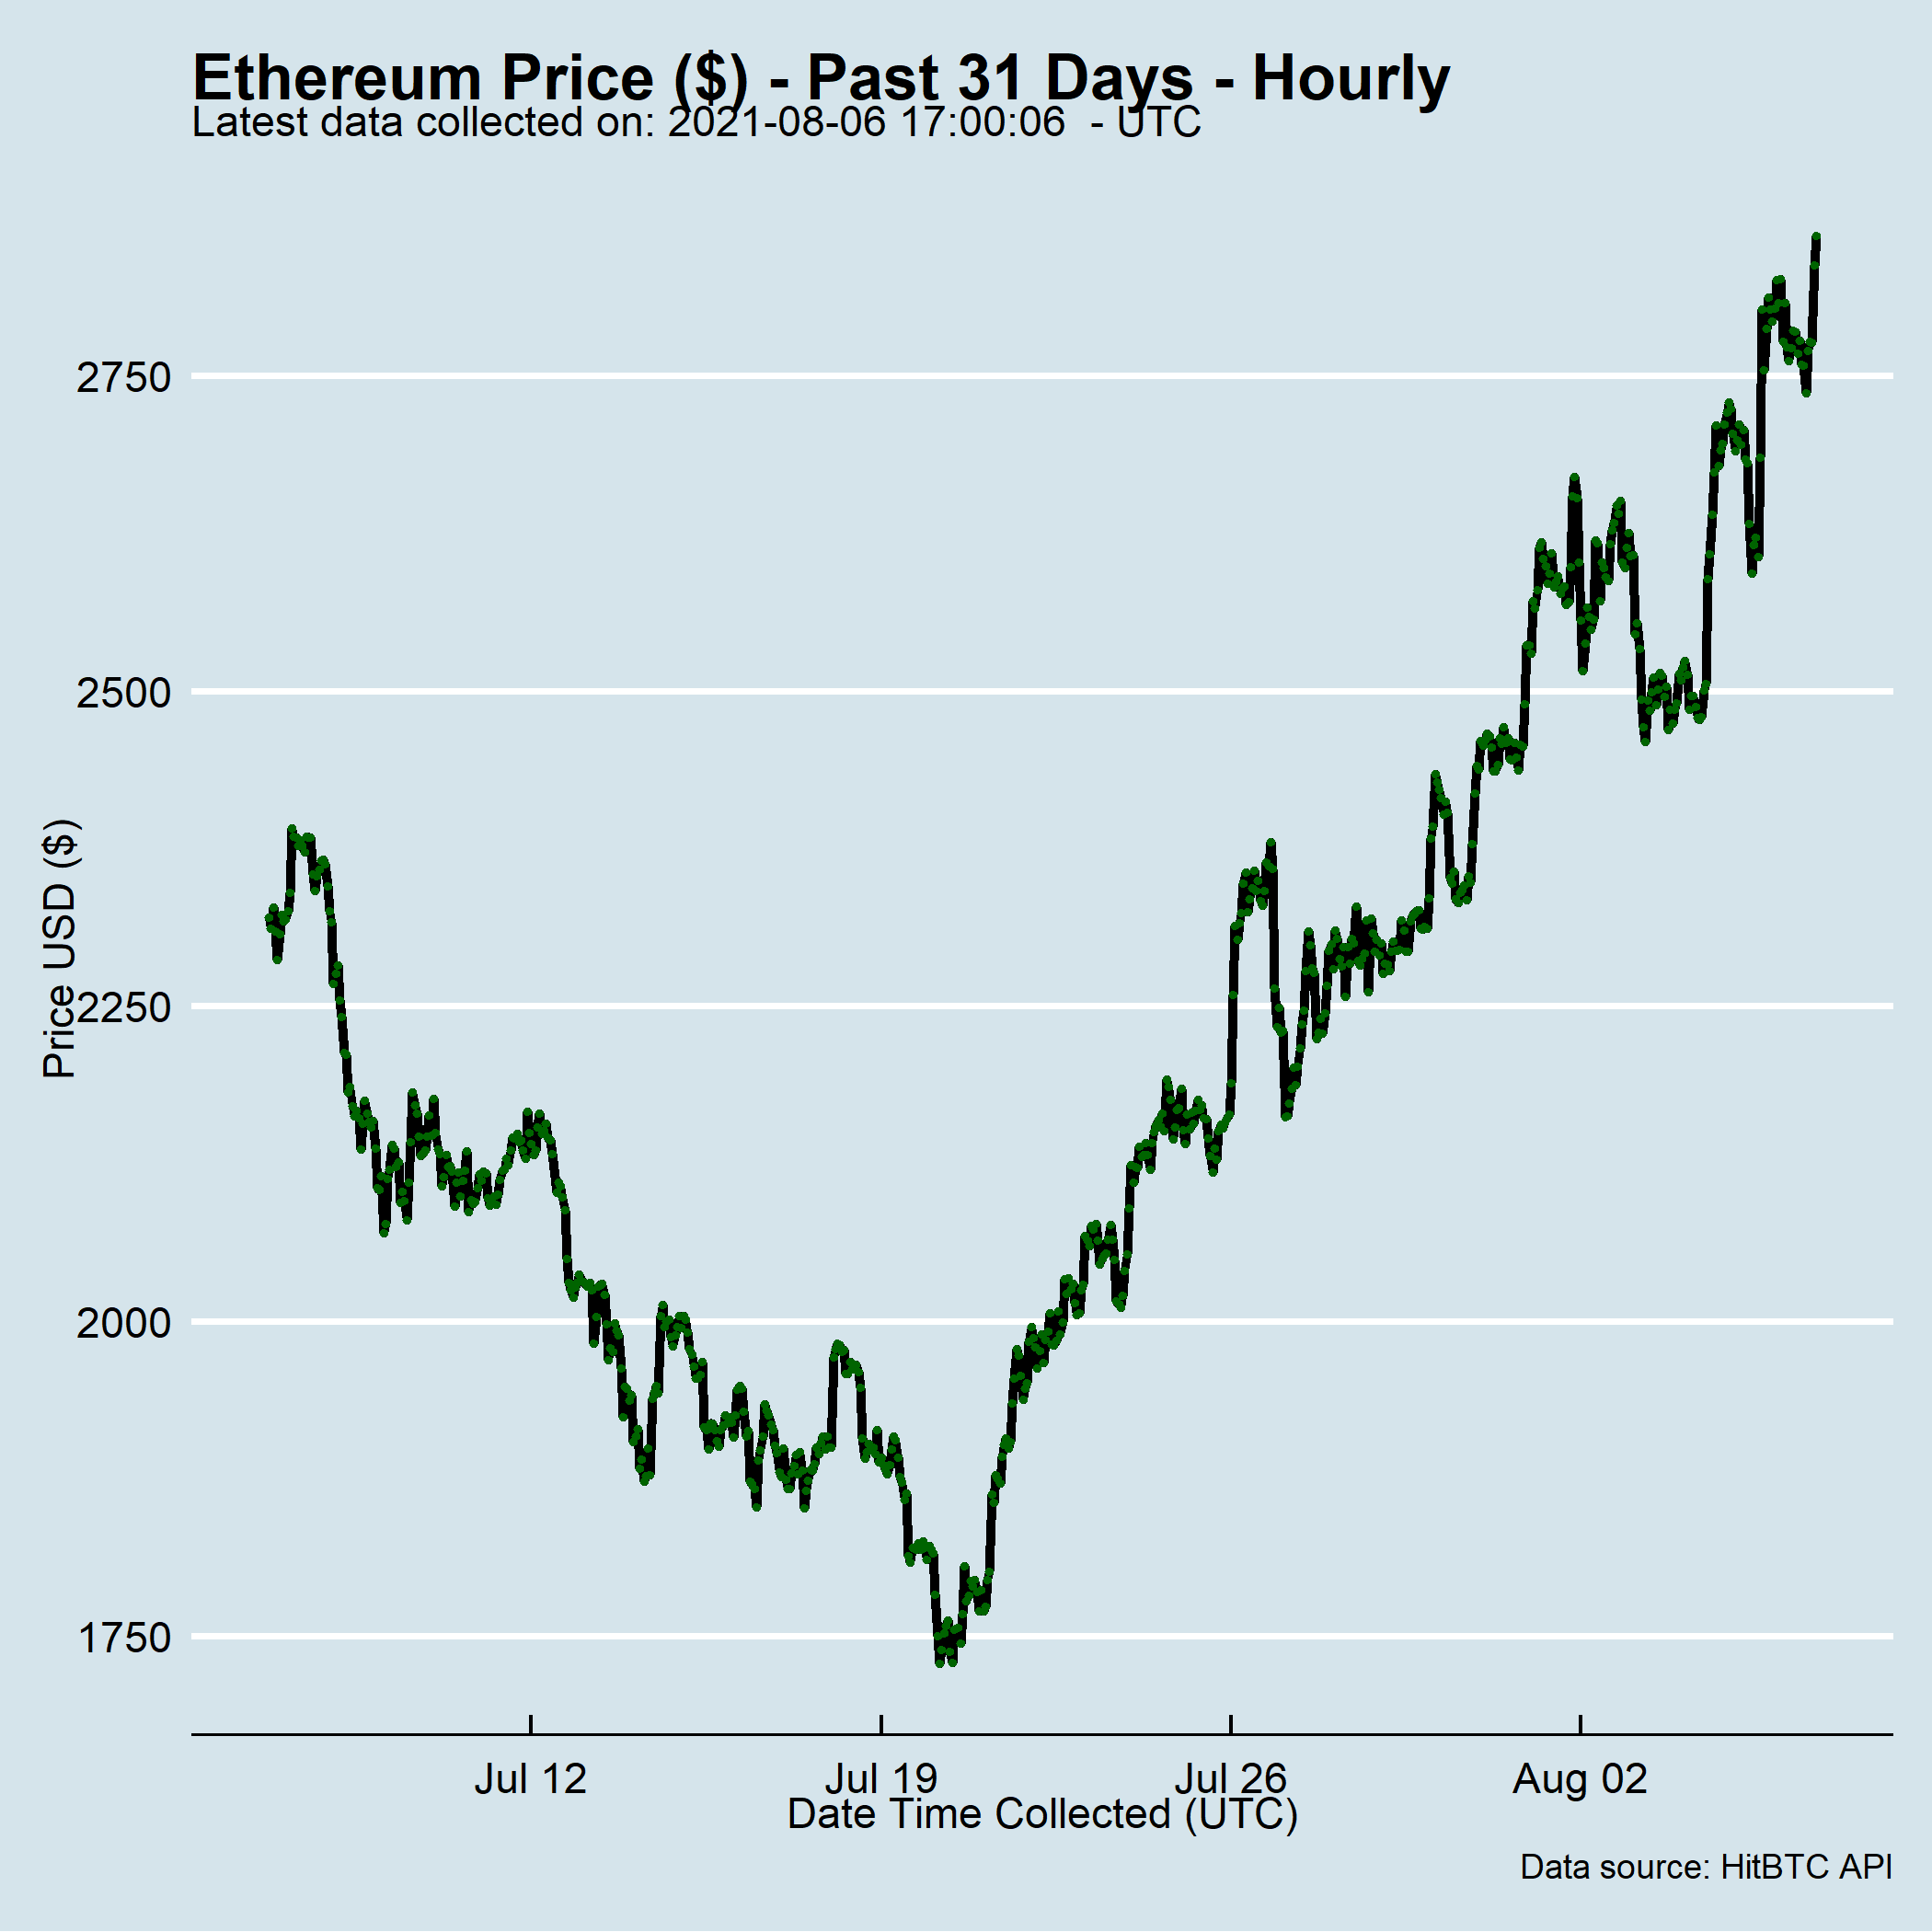 Ethereum Price ($) - Past 31 Days - Hourly
Latest data collected on: 2021-08-06 17:00:06  - UTC
2750
2500
2250
2000
1750
Price USD ($)
Jul 12
Jul 19
Jul 26
Aug 02
Date Time Collected (UTC)
Data source: HitBTC API